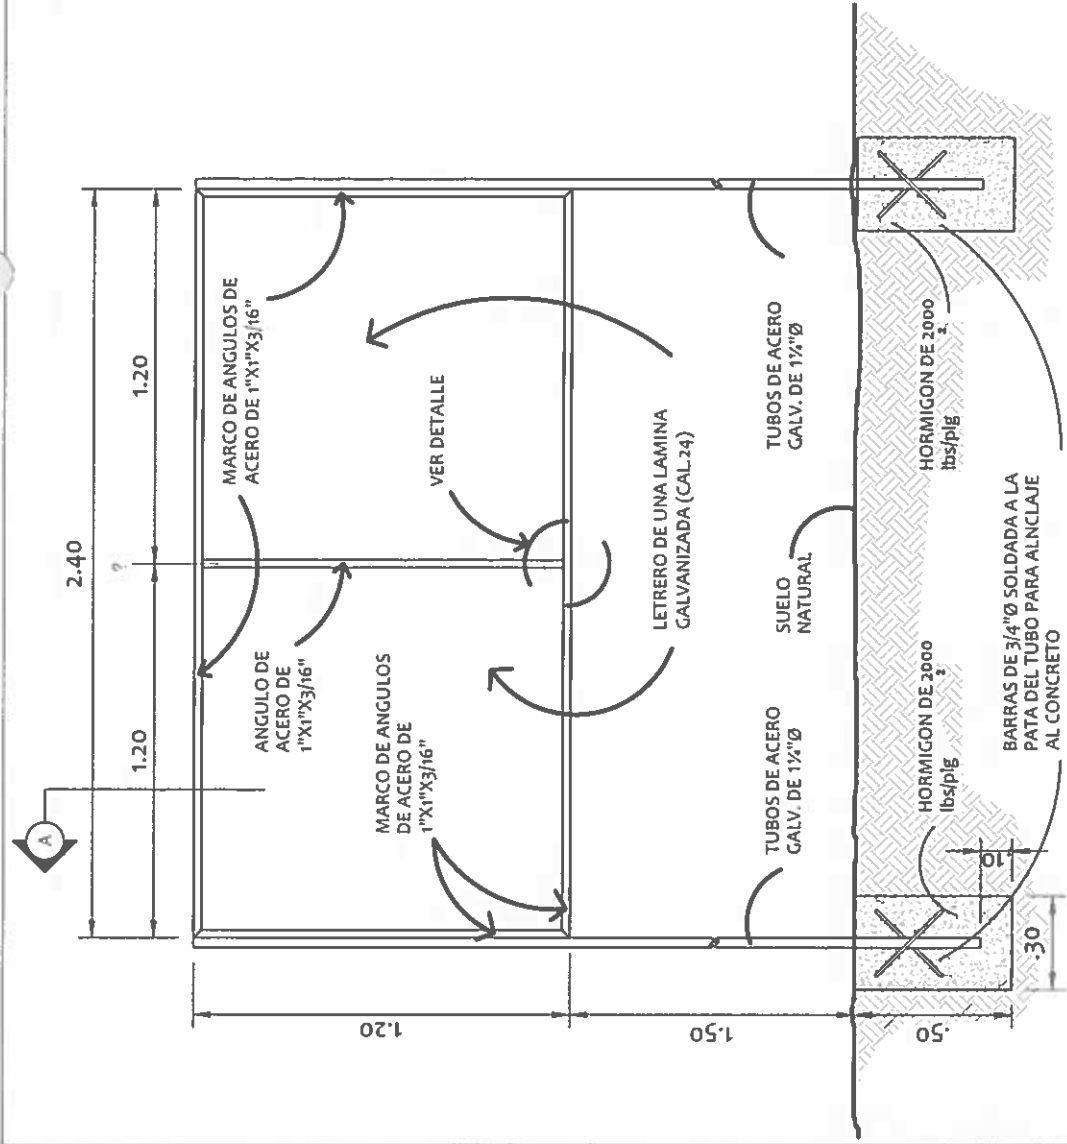 2.40
1.20
1.20
?
A
MARCO DE ANGULOS DE
ACERO DE 1"X1"X3/16"
ANGULO DE
ACERO DE
1"X1"X3/16"
VER DETALLE
MARCO DE ANGULOS
DE ACERO DE
1"X1"X3/16"
1.20
LETRERO DE UNA LAMINA
GALVANIZADA (CAL.24)
TUBOS DE ACERO
GALV. DE 1¼"Ø
SUELO
NATURAL
TUBOS DE ACERO
GALV. DE 1¼"Ø
1.50
HORMIGON DE 2000
lbs/plg²
HORMIGON DE 2000
lbs/plg²
.50
.10
.30
BARRAS DE 3/4"Ø SOLDADA A LA
PATA DEL TUBO PARA ALNCLAJE
AL CONCRETO